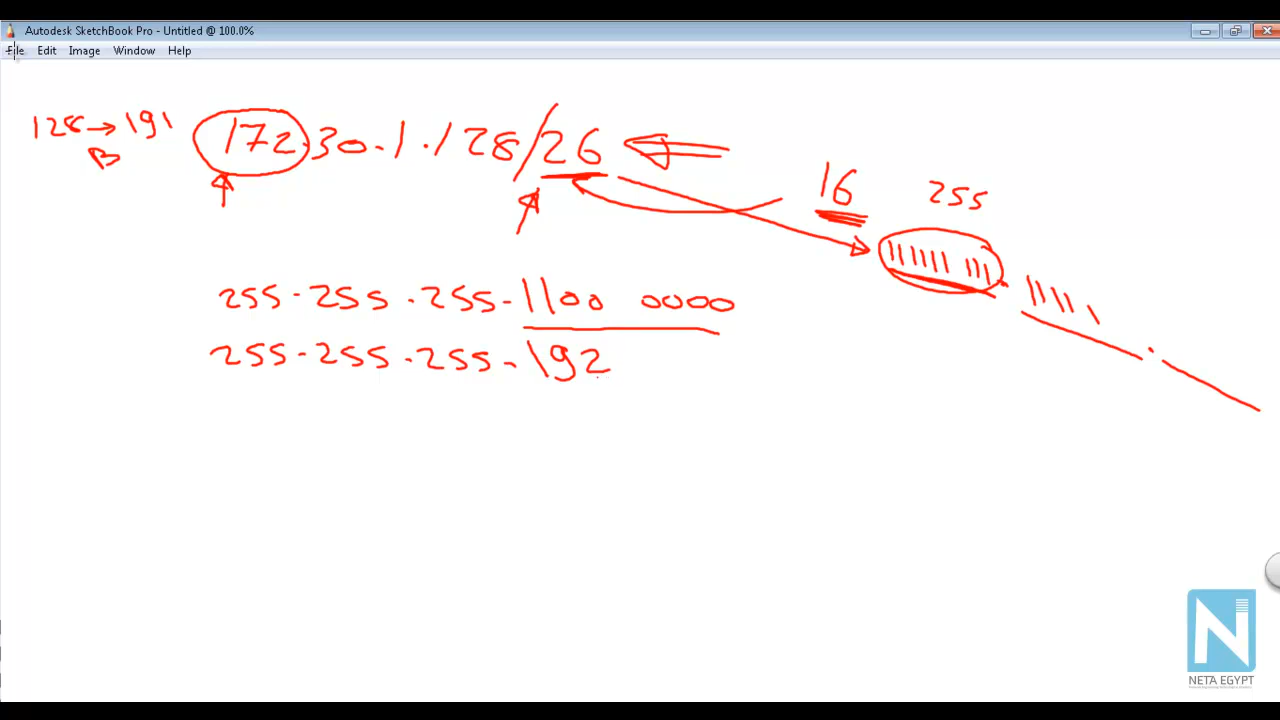 Autodesk SketchBook Pro - Untitled @ 100.0%
File Edit Image Window Help
128→191
B
172.30.1.128/26
16
255
255.255.255.1100 0000
255.255.255.192
N
NETA EGYPT